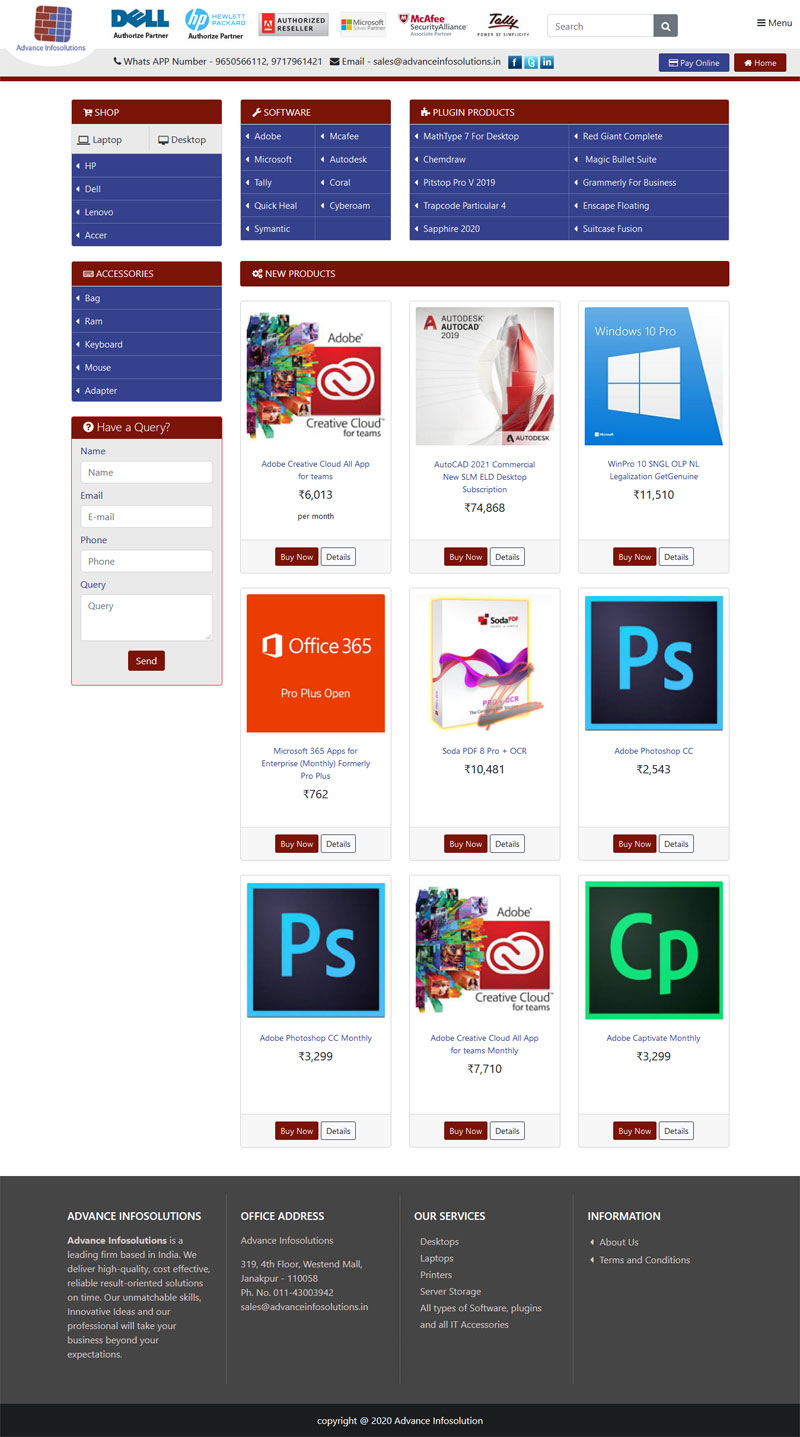 Advance Infosolutions
DELL
Authorize Partner
hp HEWLETT PACKARD
Authorize Partner
AUTHORIZED
RESELLER
Microsoft
McAfee
SecurityAlliance
Associate Partner
Tally
POWER OF SIMPLICITY
Search
Menu
Whats APP Number - 9650566112, 9717961421 Email - sales@advanceinfosolutions.in
Pay Online
Home
SHOP
Laptop Desktop
HP
Dell
Lenovo
Accer
SOFTWARE
Adobe Mcafee
Microsoft Autodesk
Tally Coral
Quick Heal Cyberoam
Symantic
PLUGIN PRODUCTS
MathType 7 For Desktop Red Giant Complete
Chemdraw Magic Bullet Suite
Pitstop Pro V 2019 Grammerly For Business
Trapcode Particular 4 Enscape Floating
Sapphire 2020 Suitcase Fusion
ACCESSORIES
Bag
Ram
Keyboard
Mouse
Adapter
Have a Query?
Name
Name
Email
E-mail
Phone
Phone
Query
Query
Send
NEW PRODUCTS
Adobe®
Creative Cloud™
for teams
Adobe Creative Cloud All App
for teams
₹6,013
per month
Buy Now Details
AUTODESK®
AUTOCAD®
2019
AUTODESK
AutoCAD 2021 Commercial
New SLM ELD Desktop
Subscription
₹74,868
Buy Now Details
Windows 10 Pro
Microsoft
WinPro 10 SNGL OLP NL
Legalization GetGenuine
₹11,510
Buy Now Details
Office 365
Pro Plus Open
Microsoft 365 Apps for
Enterprise (Monthly) Formerly
Pro Plus
₹762
Buy Now Details
Soda PDF
PRO + OCR
Soda PDF 8 Pro + OCR
₹10,481
Buy Now Details
Ps
Adobe Photoshop CC
₹2,543
Buy Now Details
Ps
Adobe Photoshop CC Monthly
₹3,299
Buy Now Details
Adobe®
Creative Cloud™
for teams
Adobe Creative Cloud All App
for teams Monthly
₹7,710
Buy Now Details
Cp
Adobe Captivate Monthly
₹3,299
Buy Now Details
ADVANCE INFOSOLUTIONS
Advance Infosolutions is a
leading firm based in India. We
deliver high-quality, cost effective,
reliable result-oriented solutions
on time. Our unmatchable skills,
Innovative Ideas and our
professional will take your
business beyond your
expectations.
OFFICE ADDRESS
Advance Infosolutions
319, 4th Floor, Westend Mall,
Janakpur - 110058
Ph. No. 011-43003942
sales@advanceinfosolutions.in
OUR SERVICES
Desktops
Laptops
Printers
Server Storage
All types of Software, plugins
and all IT Accessories
INFORMATION
About Us
Terms and Conditions
copyright @ 2020 Advance Infosolution